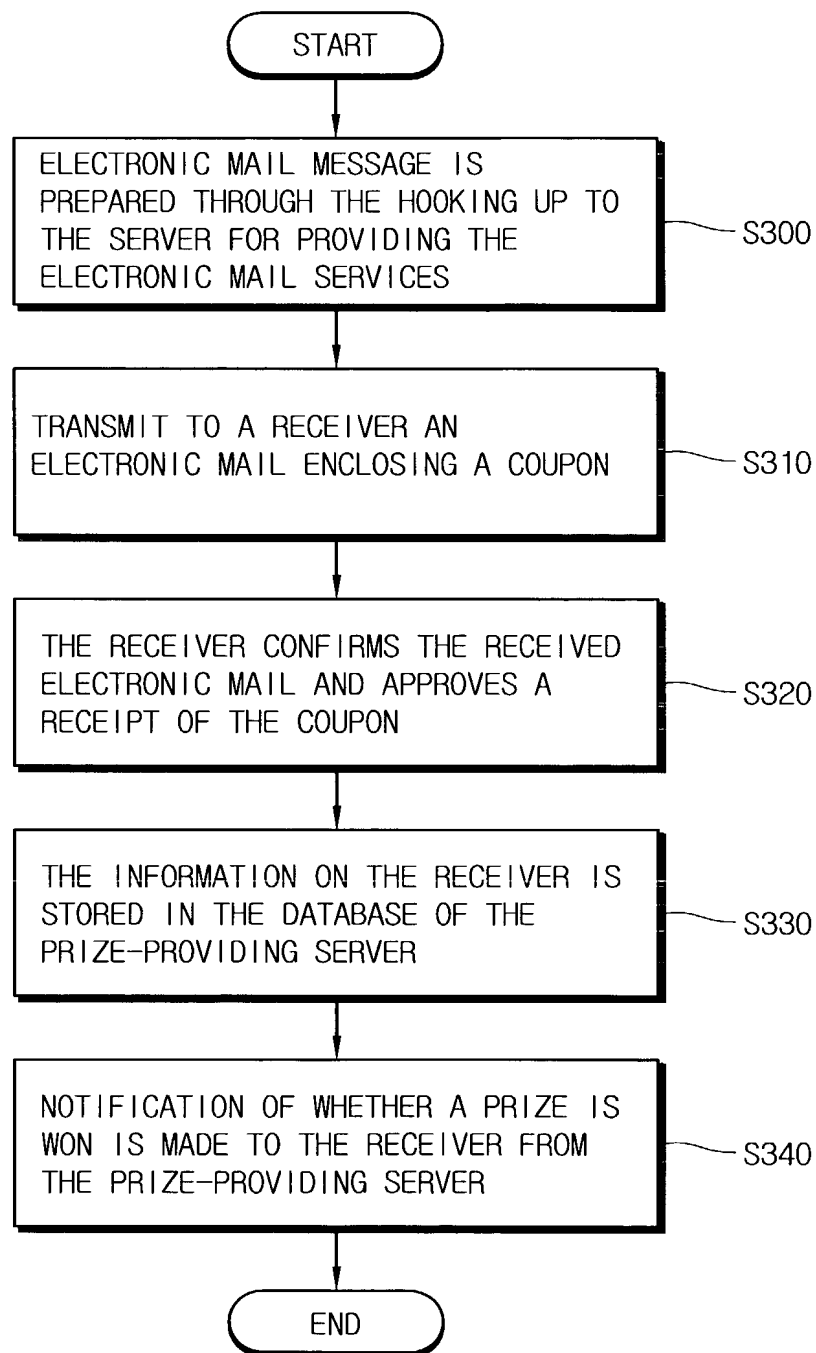 START
ELECTRONIC MAIL MESSAGE IS
PREPARED THROUGH THE HOOKING UP TO
THE SERVER FOR PROVIDING THE
ELECTRONIC MAIL SERVICES
S300
TRANSMIT TO A RECEIVER AN
ELECTRONIC MAIL ENCLOSING A COUPON
S310
THE RECEIVER CONFIRMS THE RECEIVED
ELECTRONIC MAIL AND APPROVES A
RECEIPT OF THE COUPON
S320
THE INFORMATION ON THE RECEIVER IS
STORED IN THE DATABASE OF THE
PRIZE-PROVIDING SERVER
S330
NOTIFICATION OF WHETHER A PRIZE IS
WON IS MADE TO THE RECEIVER FROM
THE PRIZE-PROVIDING SERVER
S340
END